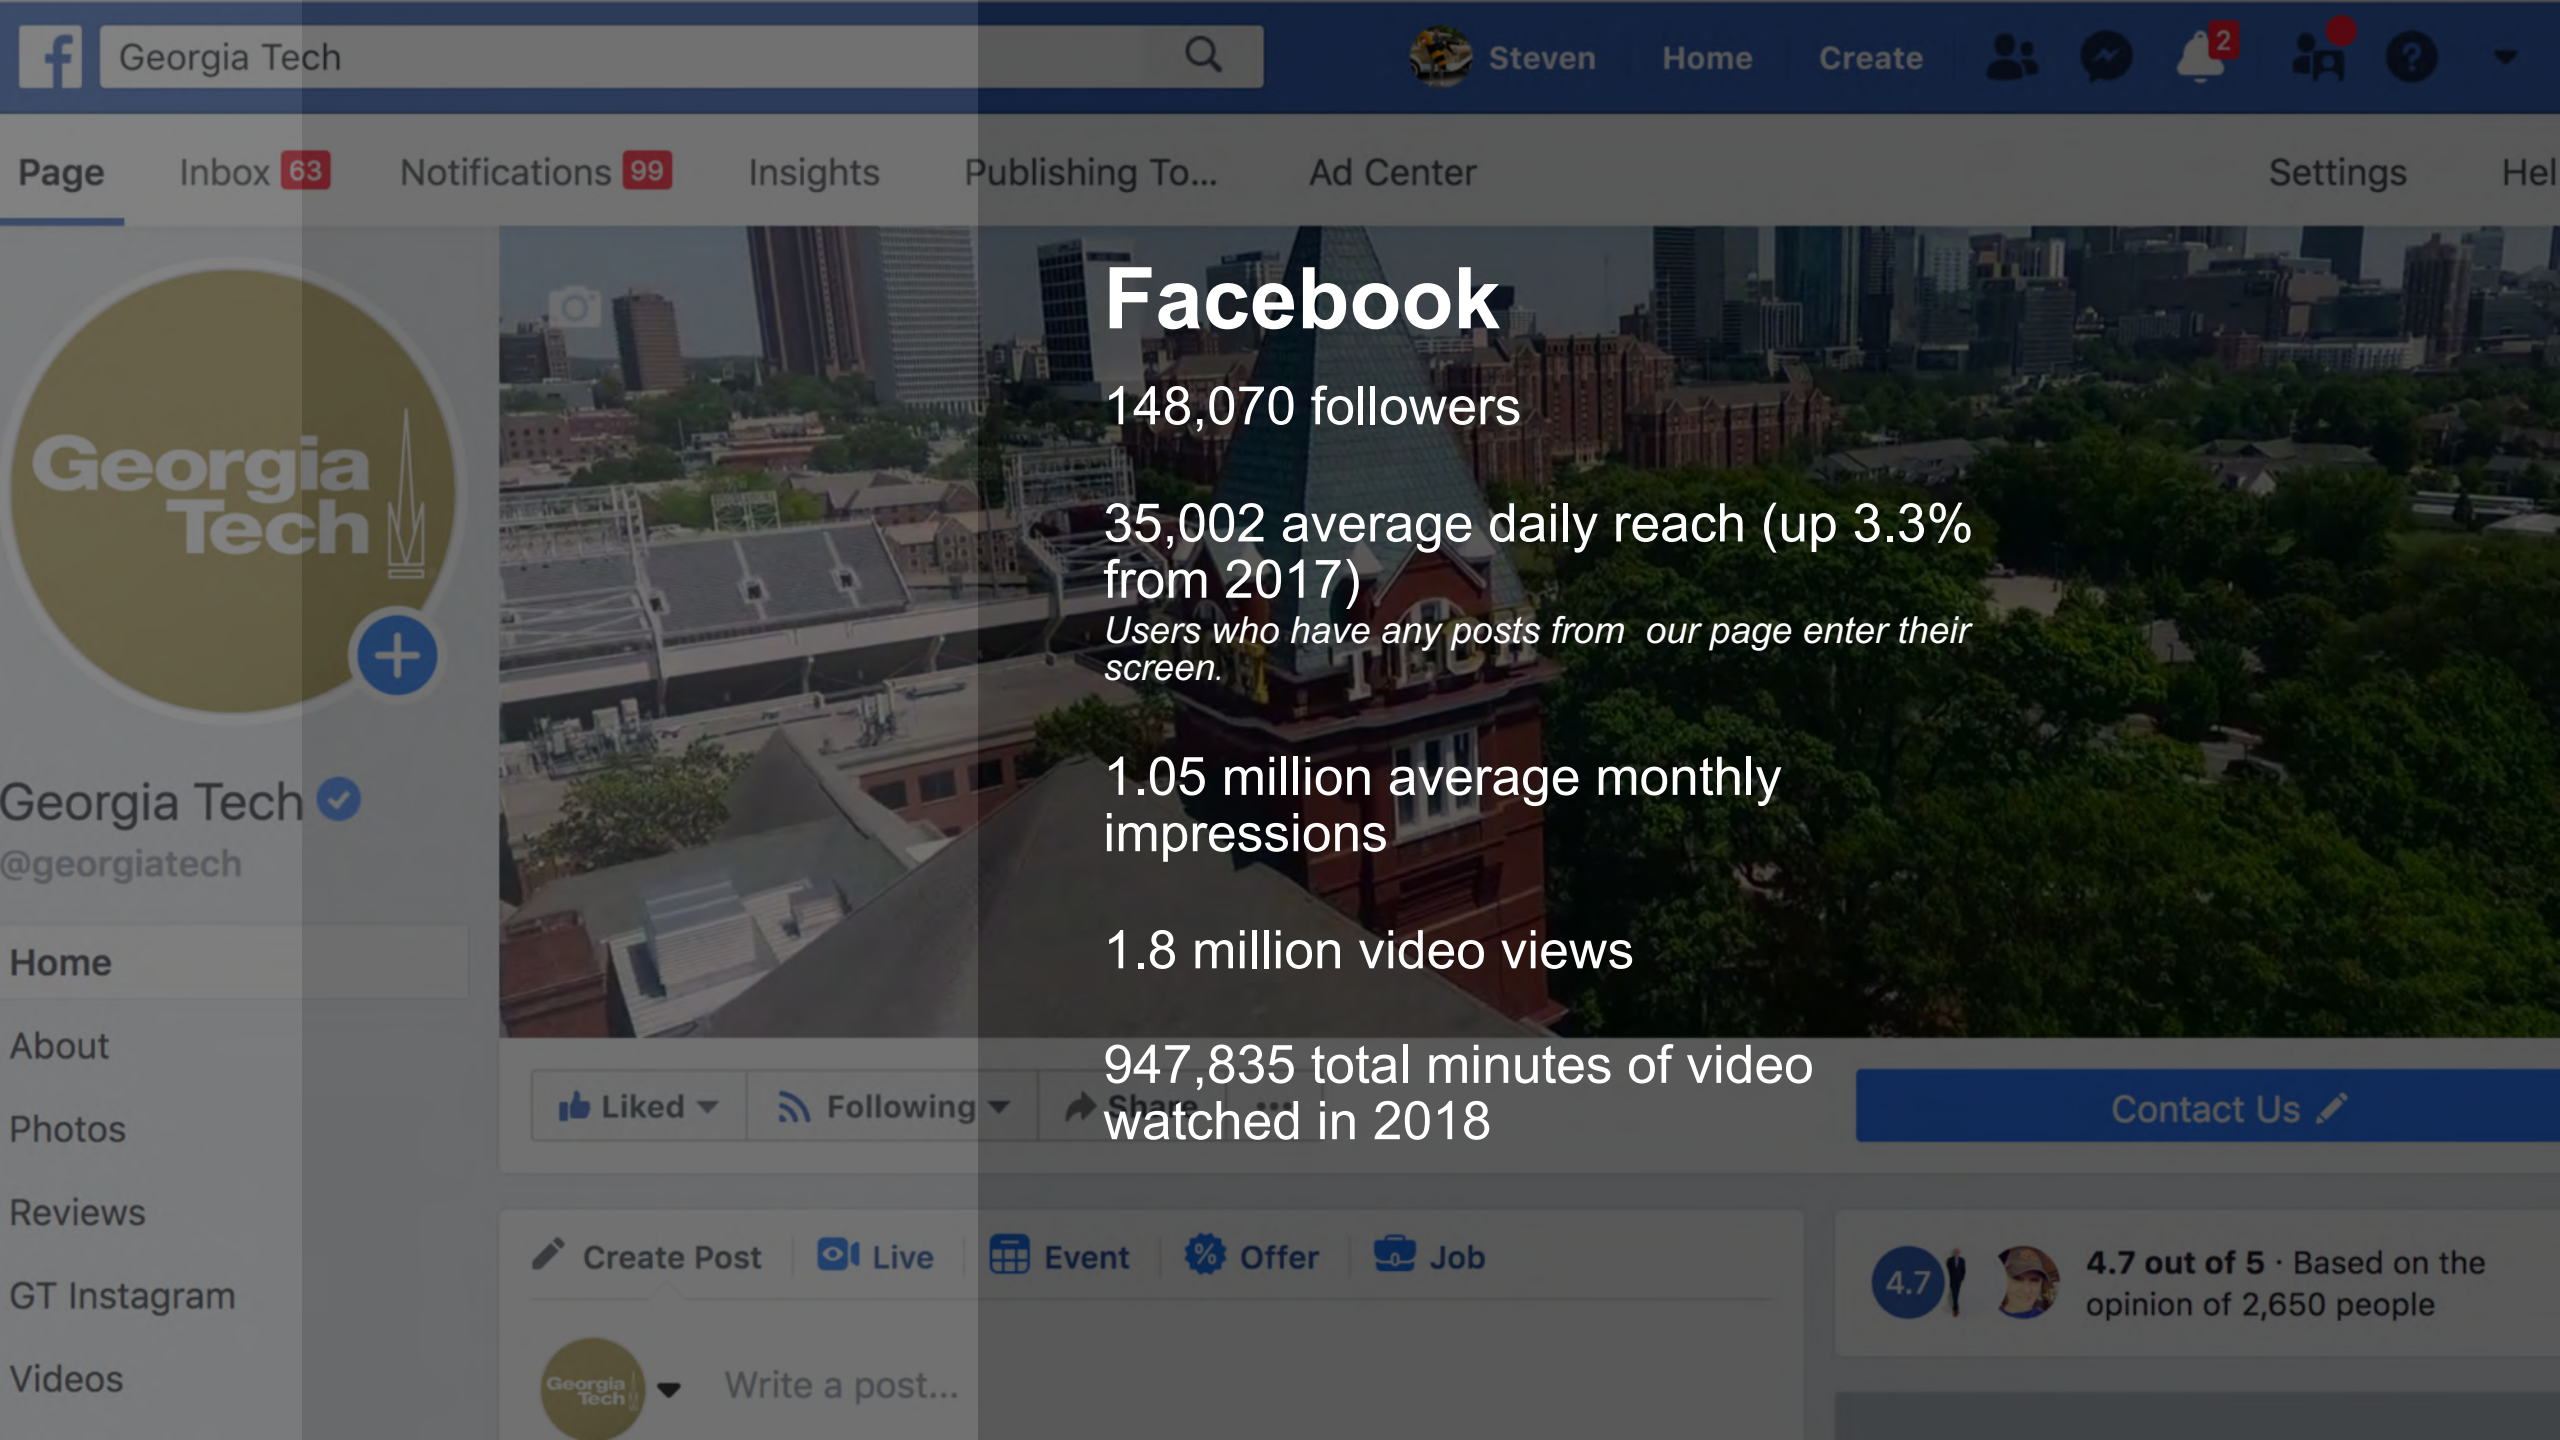 Georgia Tech
Steven Home Create 2
Page Inbox 63 Notifications 99 Insights Publishing To... Ad Center Settings Hel
Georgia
Tech
TECH
Georgia Tech
@georgiatech
Home
About
Photos
Reviews
GT Instagram
Videos
Facebook
148,070 followers
35,002 average daily reach (up 3.3%
from 2017)
Users who have any posts from  our page enter their
screen.
1.05 million average monthly
impressions
1.8 million video views
947,835 total minutes of video
watched in 2018
Liked Following Share ...
Contact Us
Create Post Live Event Offer Job
Georgia
Tech
Write a post...
4.7
4.7 out of 5 · Based on the
opinion of 2,650 people